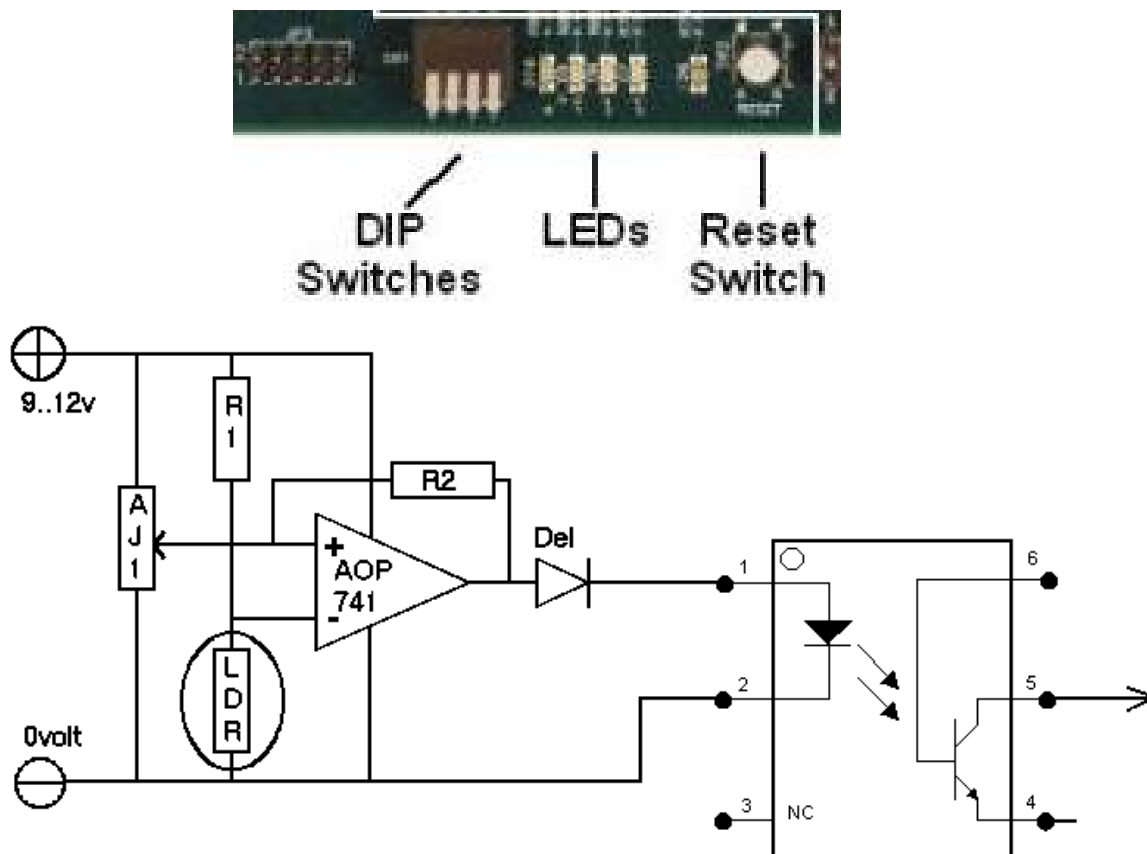 RESET
DIP
Switches
LEDs
Reset
Switch
9..12v
R
1
A
J
1
R2
+
AOP
741
-
Del
L
D
R
0volt
1
2
3
NC
6
5
4